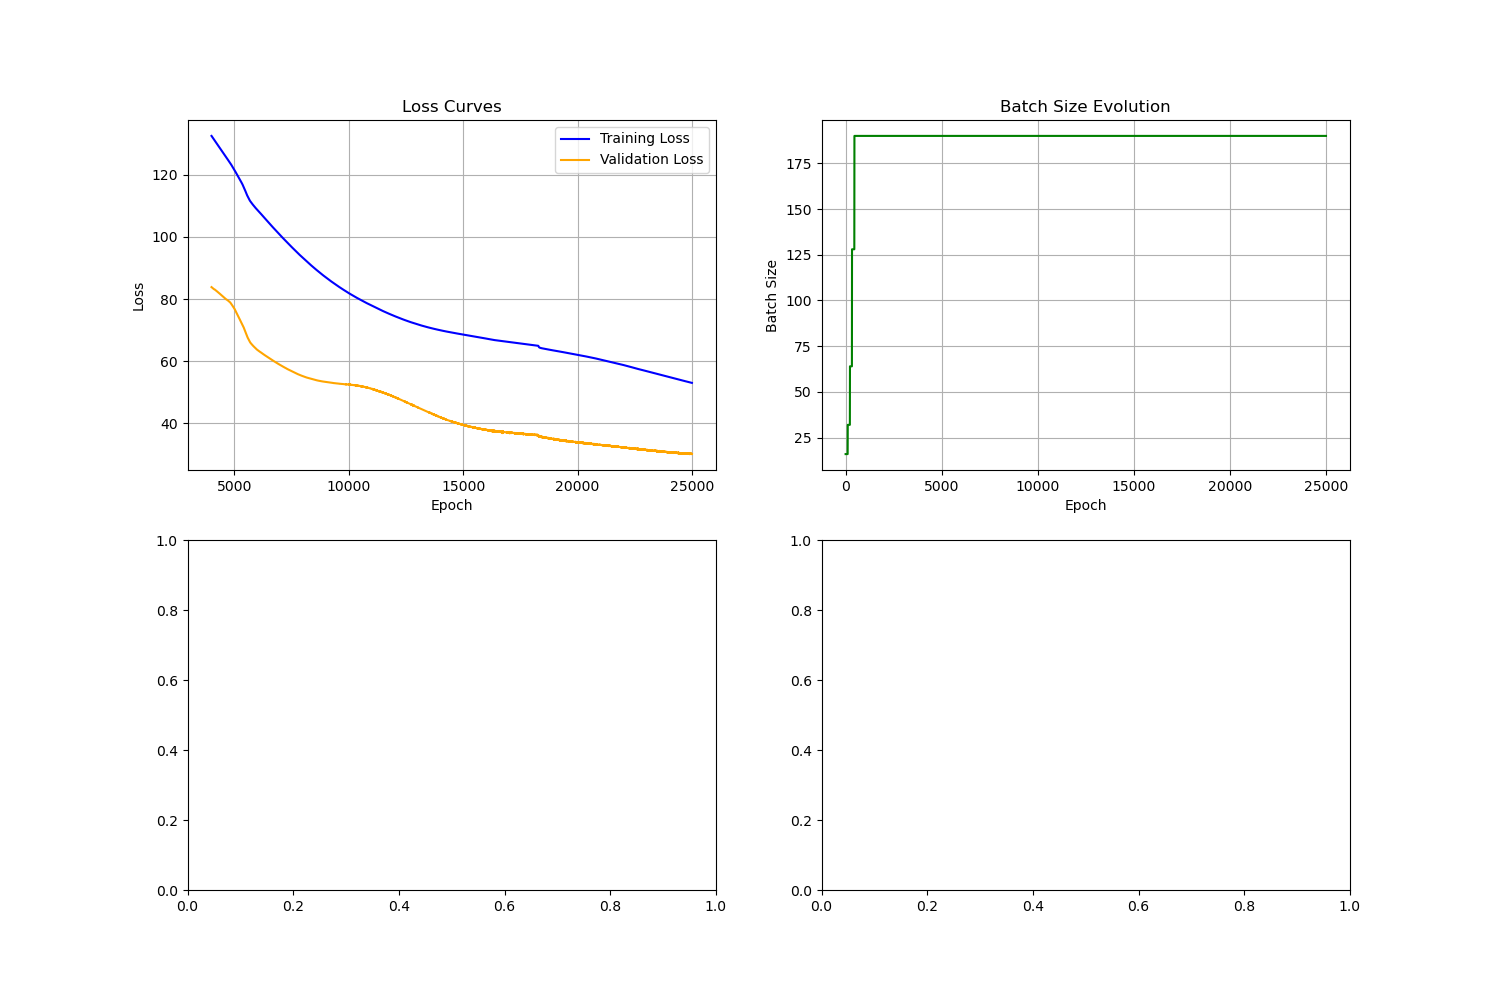 Loss Curves
Training Loss
Validation Loss
120
100
80
60
40
Loss
5000 10000 15000 20000 25000
Epoch
Batch Size Evolution
175
150
125
100
75
50
25
Batch Size
0 5000 10000 15000 20000 25000
Epoch
1.0
0.8
0.6
0.4
0.2
0.0
0.0 0.2 0.4 0.6 0.8 1.0
1.0
0.8
0.6
0.4
0.2
0.0
0.0 0.2 0.4 0.6 0.8 1.0